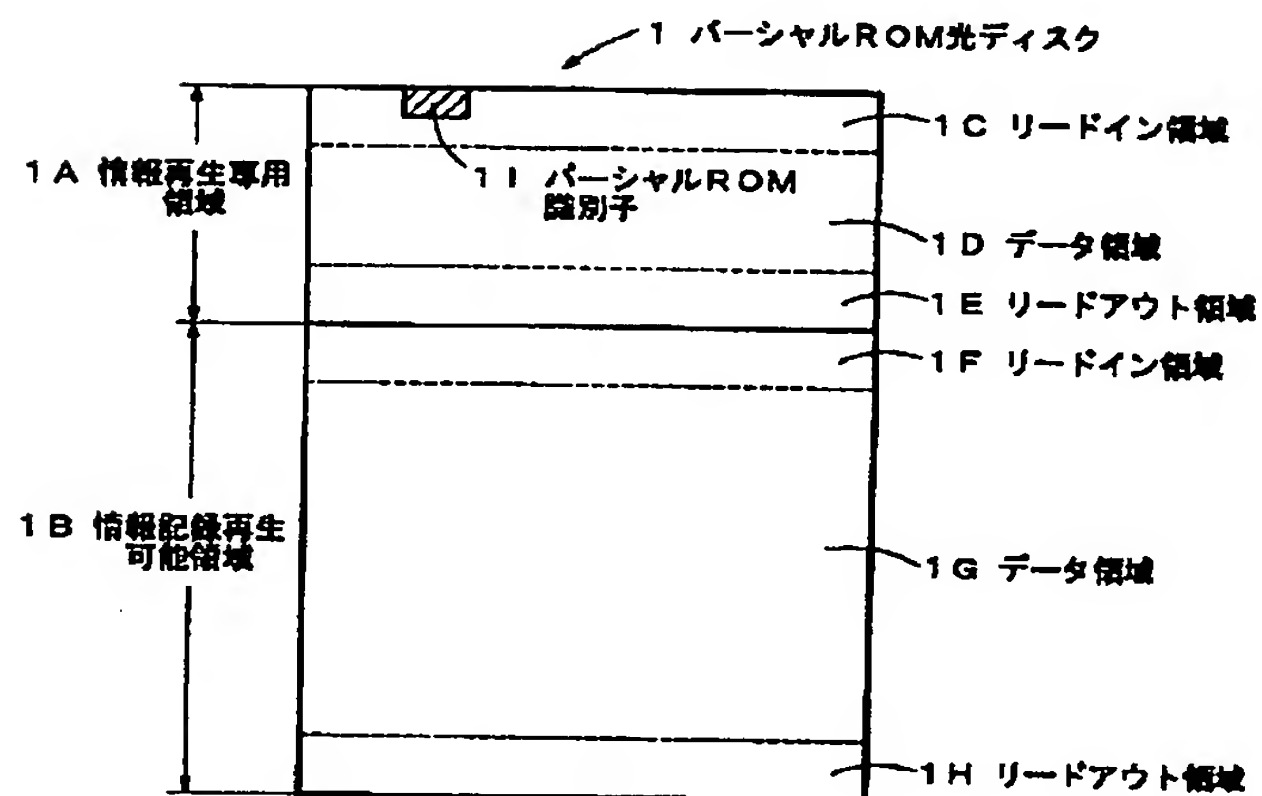 1 パーシャルROM光ディスク
1C リードイン領域
1A 情報再生専用
領域
1I パーシャルROM
識別子
1D データ領域
1E リードアウト領域
1F リードイン領域
1B 情報記録再生
可能領域
1G データ領域
1H リードアウト領域